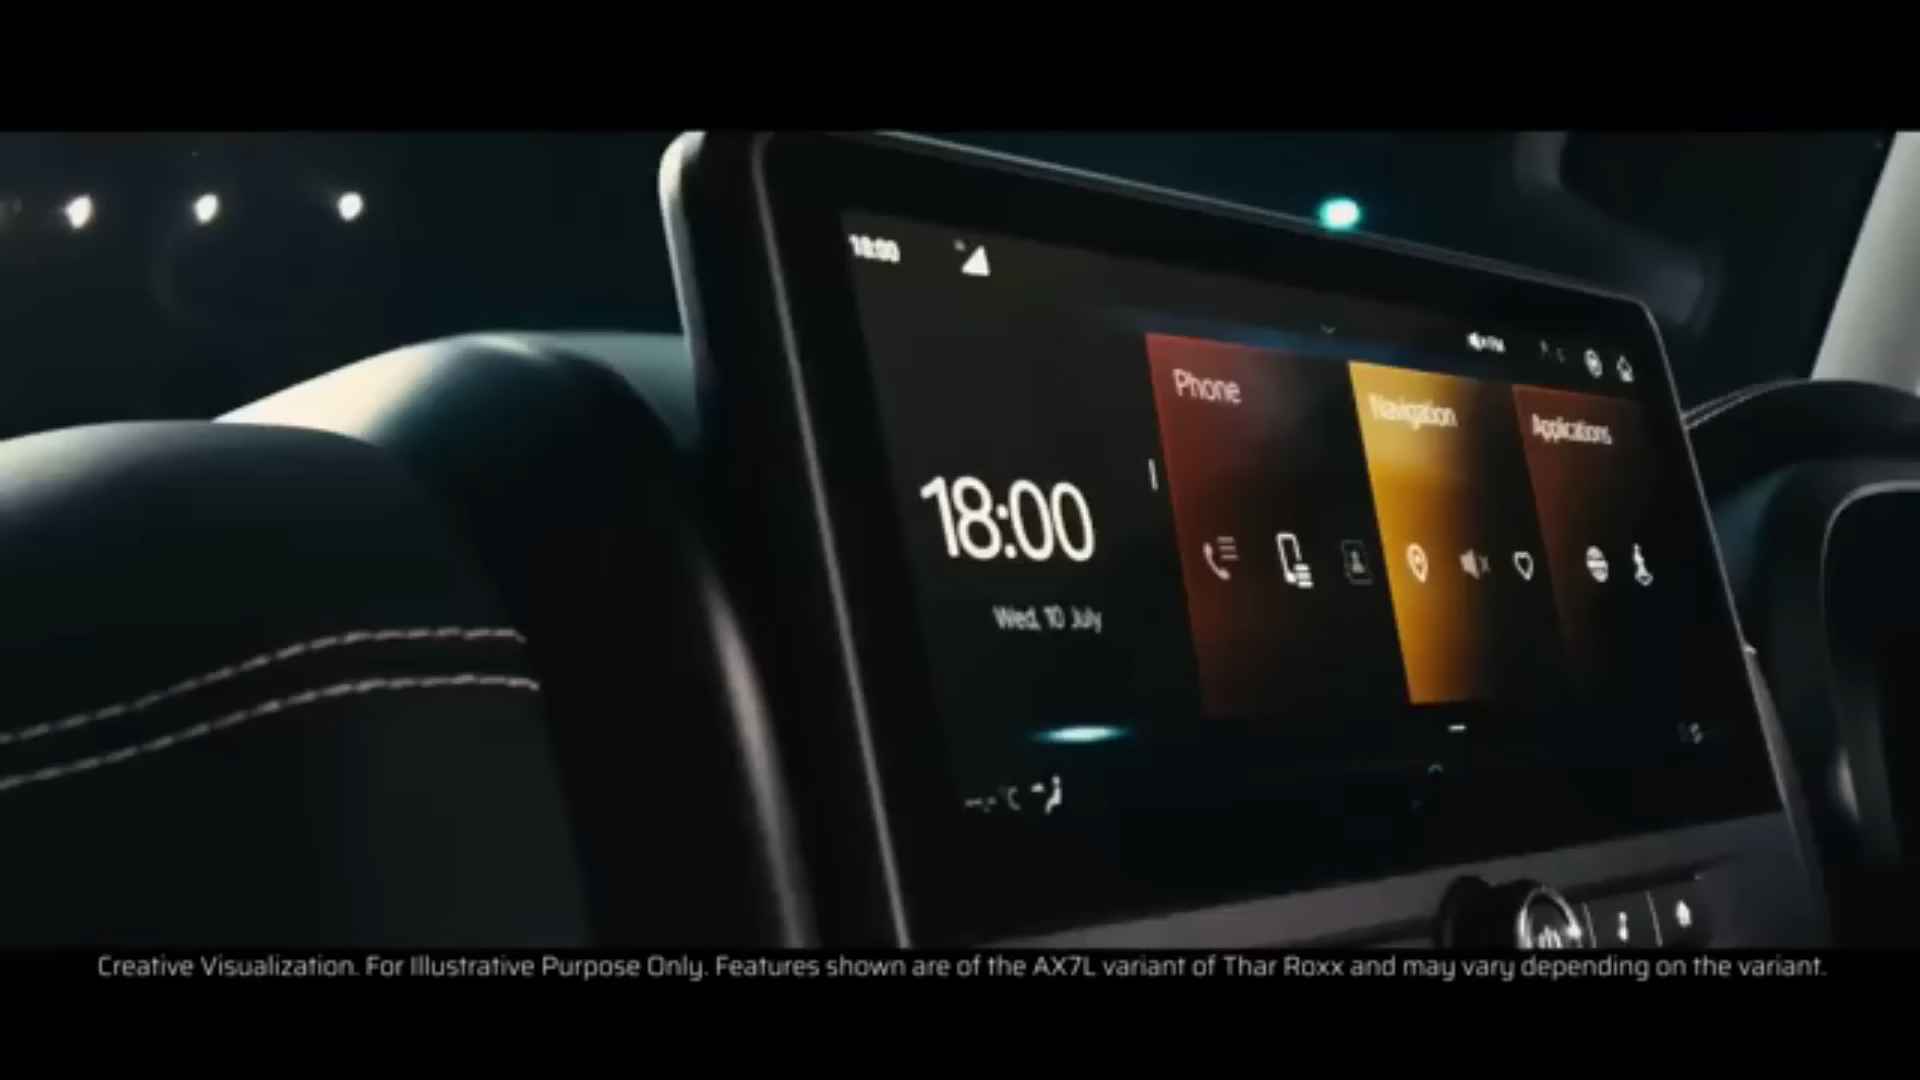 18:00
Phone
Navigation
Applications
18:00
Wed, 10 July
Creative Visualization. For Illustrative Purpose Only. Features shown are of the AX7L variant of Thar Roxx and may vary depending on the variant.